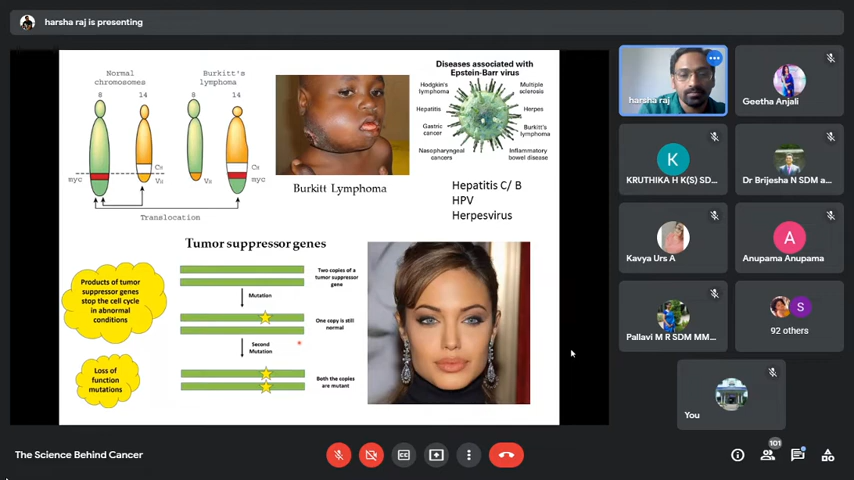 harsha raj is presenting
Normal
chromosomes
Burkitt's
lymphoma
8
14
8
14
myc
Cs
Vs
Vs
Cs
myc
Translocation
Burkitt Lymphoma
Diseases associated with
Epstein-Barr virus
Hodgkin's
lymphoma
Hepatitis
Gastric
cancer
Nasopharyngeal
cancers
Multiple
sclerosis
Herpes
Burkitt's
lymphoma
Inflammatory
bowel disease
Hepatitis C/ B
HPV
Herpesvirus
Tumor suppressor genes
Products of tumor
suppressor genes
stop the cell cycle
in abnormal
conditions
Loss of
function
mutations
Two copies of a
tumor suppressor
gene
Mutation
One copy is still
normal
Second
Mutation
Both the copies
are mutant
harsha raj
Geetha Anjali
K
KRUTHIKA H K(S) SD...
Dr Brijesha N SDM a...
Kavya Urs A
A
Anupama Anupama
Pallavi M R SDM MM...
S
92 others
You
The Science Behind Cancer
CC
101